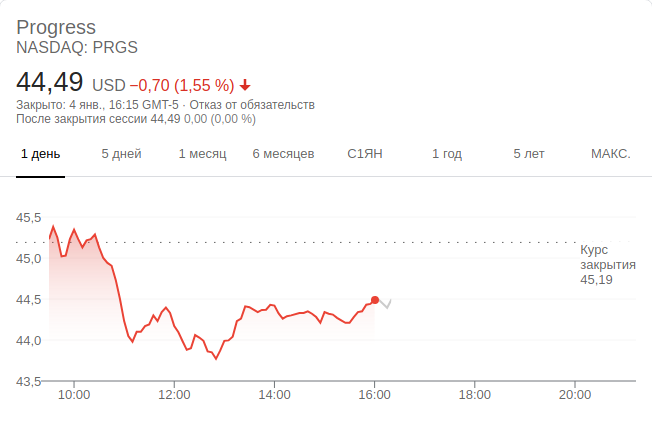 Progress
NASDAQ: PRGS
44,49 USD −0,70 (1,55 %)
Закрыто: 4 янв., 16:15 GMT-5 · Отказ от обязательств
После закрытия сессии 44,49 0,00 (0,00 %)
1 день 5 дней 1 месяц 6 месяцев С1ЯН 1 год 5 лет МАКС.
45,5
45,0
44,5
44,0
43,5
Курс
закрытия
45,19
10:00 12:00 14:00 16:00 18:00 20:00